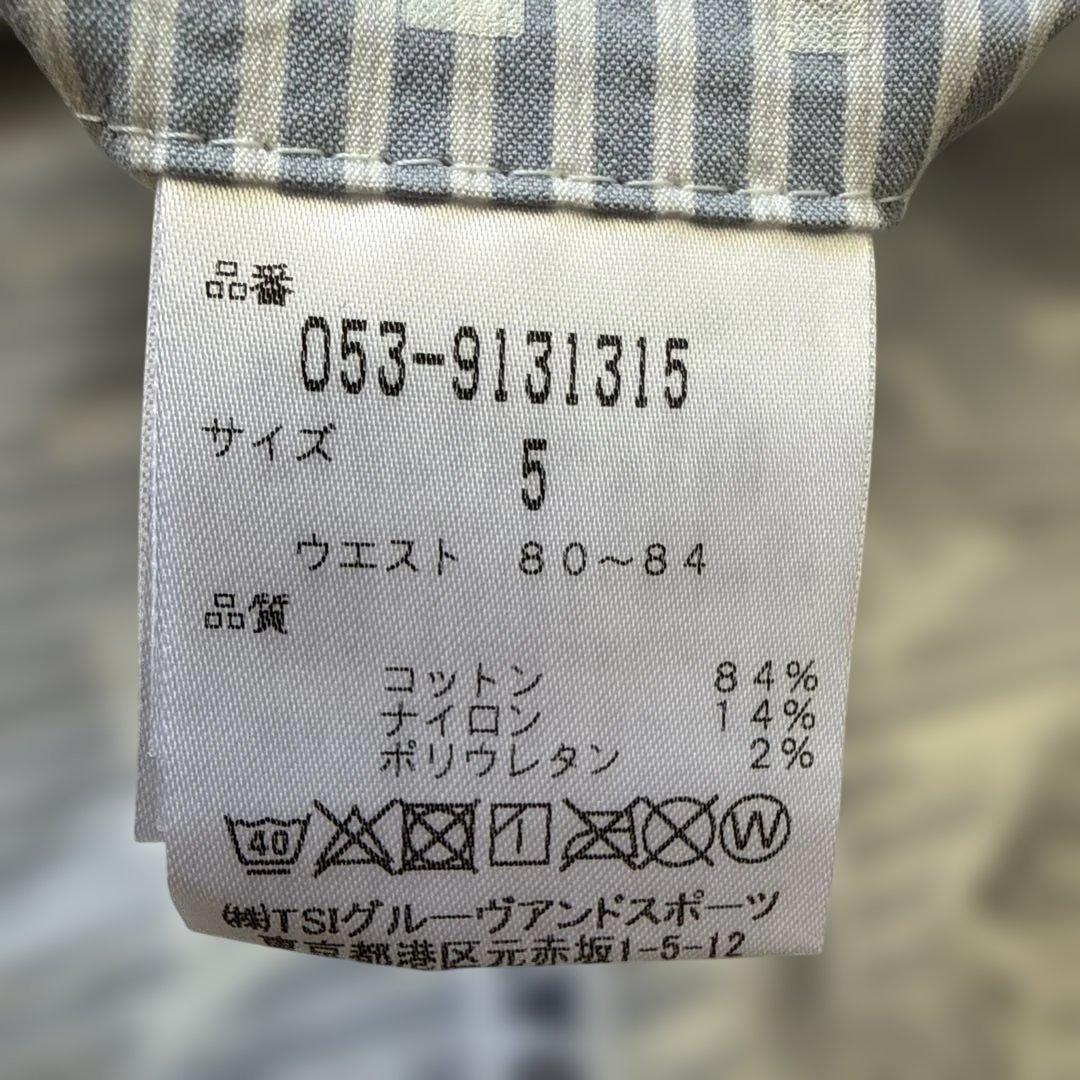 品番
053-9131315
サイズ 5
ウエスト 80～84
品質
コットン 84%
ナイロン 14%
ポリウレタン 2%
40 W
㈱TSIグルーヴアンドスポーツ
東京都港区元赤坂1-5-12